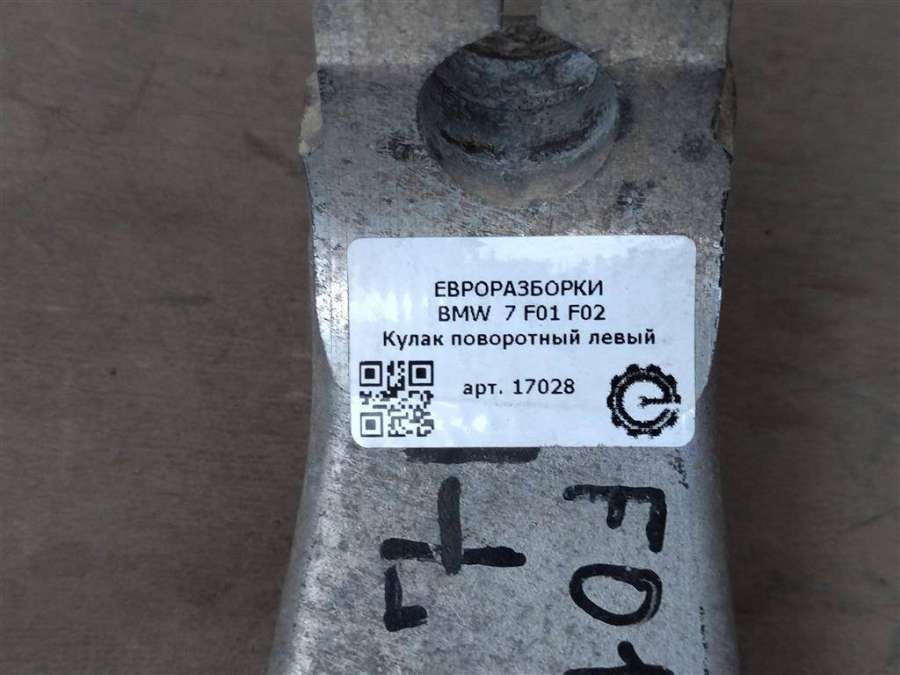 ЕВРОРАЗБОРКИ
BMW 7 F01 F02
Кулак поворотный левый
арт. 17028
F01